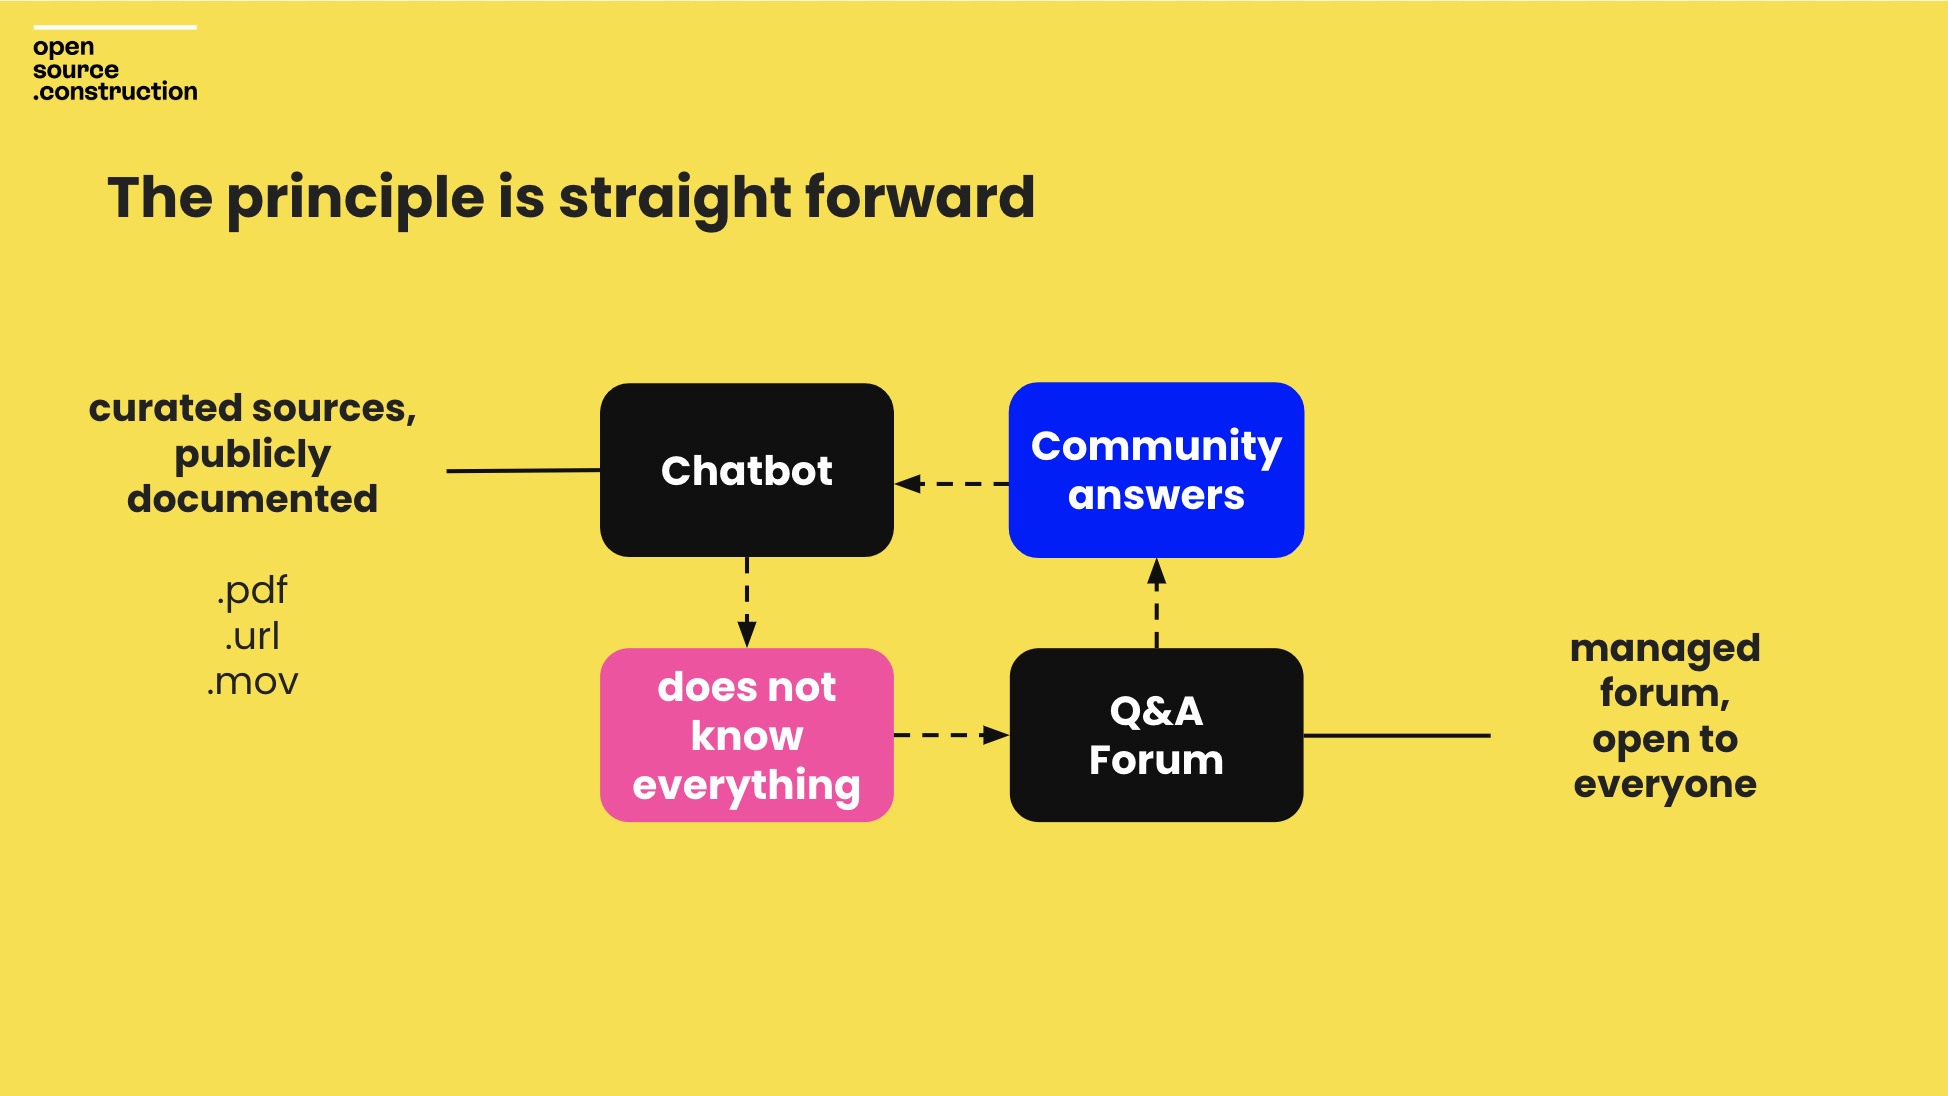 open
source
.construction
The principle is straight forward
curated sources,
publicly
documented
.pdf
.url
.mov
Chatbot
Community
answers
does not
know
everything
Q&A
Forum
managed
forum,
open to
everyone